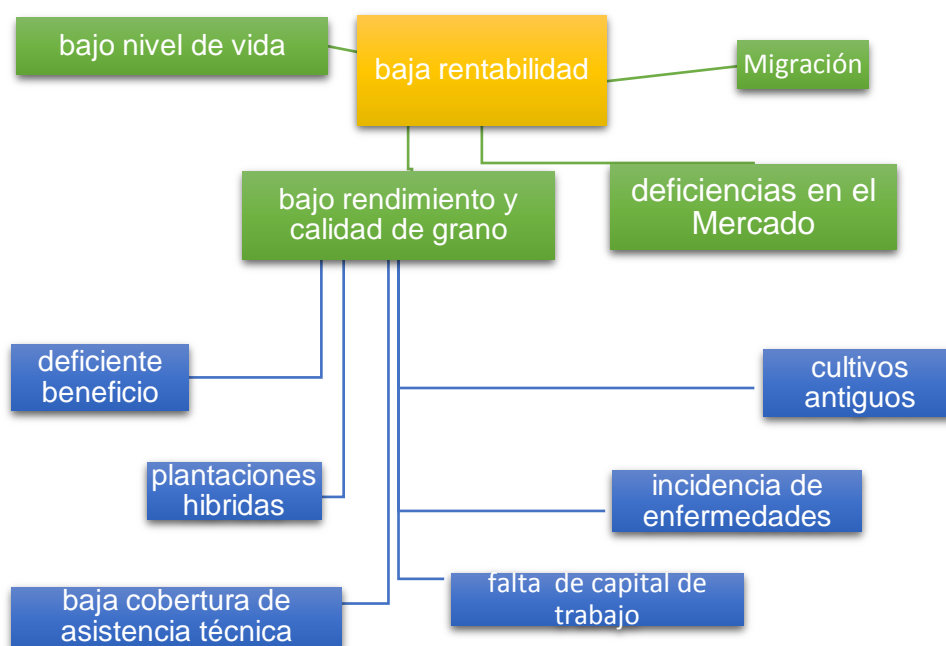 bajo nivel de vida
baja rentabilidad
Migración
bajo rendimiento y
calidad de grano
deficiencias en el
Mercado
deficiente
beneficio
cultivos
antiguos
plantaciones
hibridas
incidencia de
enfermedades
baja cobertura de
asistencia técnica
falta de capital de
trabajo